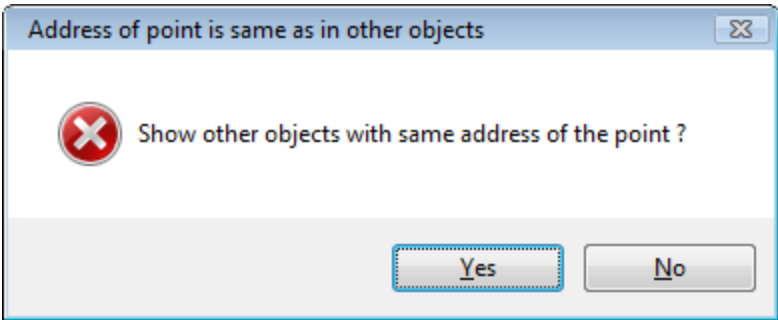 Address of point is same as in other objects
Show other objects with same address of the point ?
Yes
No